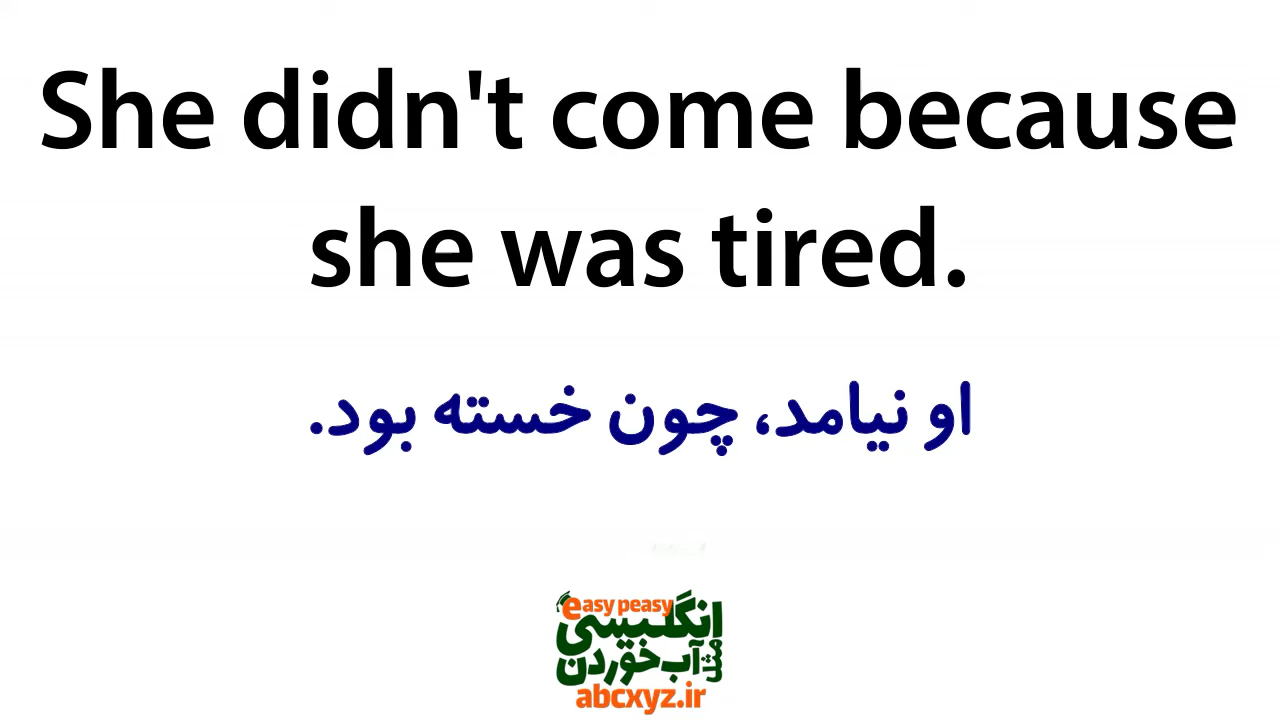 She didn't come because
she was tired.
او نیامد، چون خسته بود.
easy peasy
انگلیسی
مثل آب خوردن
abcxyz.ir